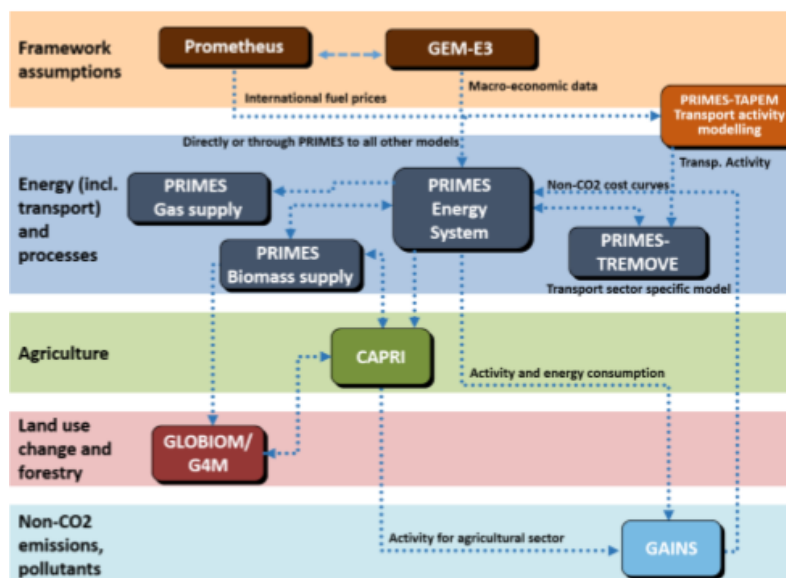 Framework
assumptions
Prometheus
GEM-E3
International fuel prices
Macro-economic data
PRIMES-TAPEM
Transport activity
modelling
Directly or through PRIMES to all other models
Transp. Activity
Energy (incl.
transport) and
processes
PRIMES
Gas supply
PRIMES
Energy
System
Non-CO2 cost curves
PRIMES
Biomass supply
PRIMES-
TREMOVE
Transport sector specific model
Agriculture
CAPRI
Activity and energy consumption
Land use
change and
forestry
GLOBIOM/
G4M
Non-CO2
emissions,
pollutants
Activity for agricultural sector
GAINS